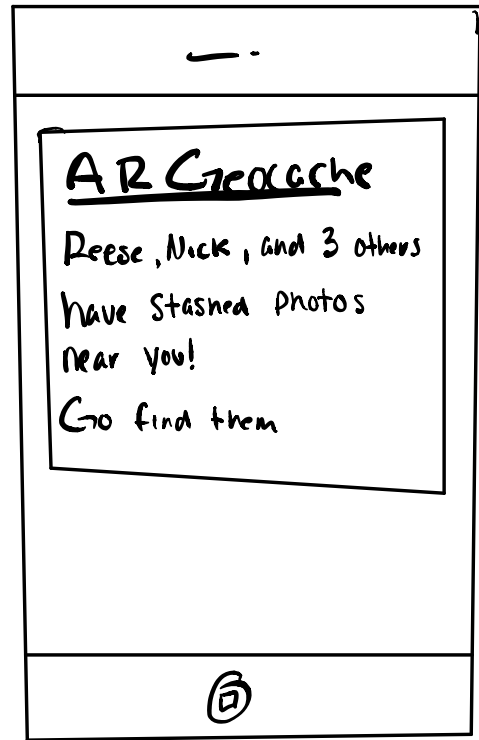 AR Geocache
Reese, Nick, and 3 others
have stashed photos
near you!
Go find them